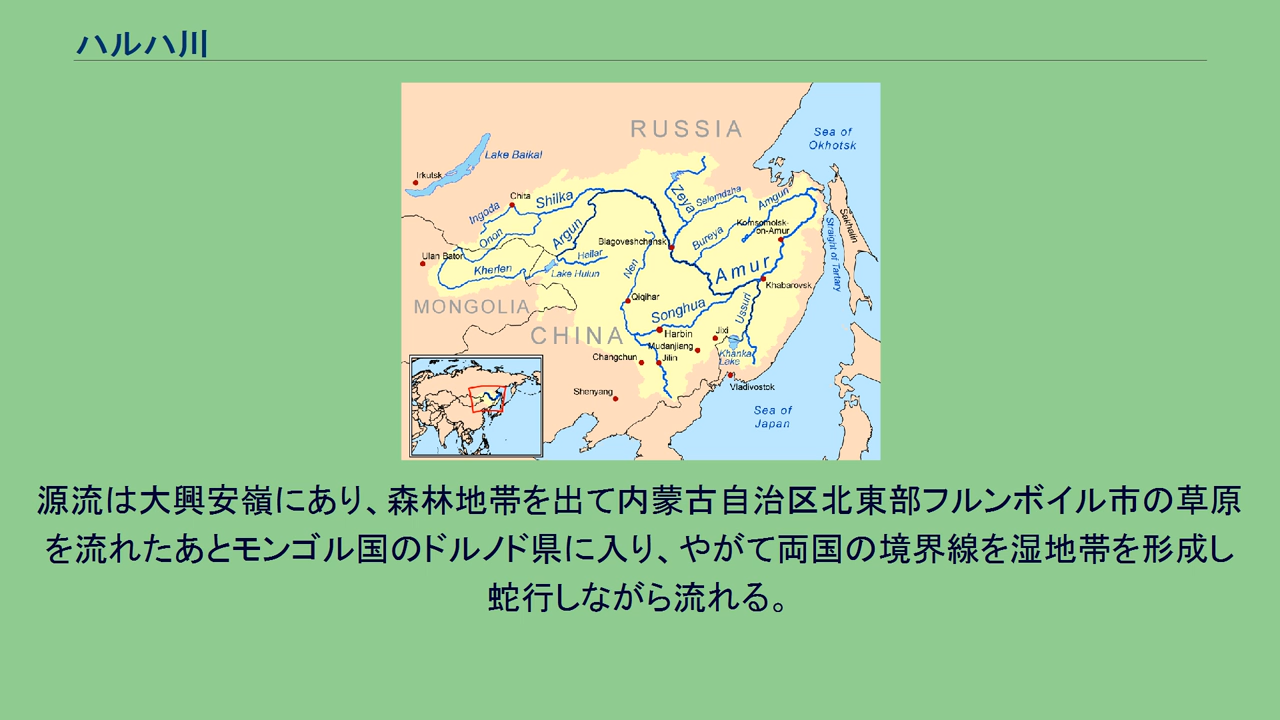 ハルハ川
RUSSIA
Sea of
Okhotsk
Lake Baikal
Irkutsk
Chita
Ingoda
Shilka
Zeya
Selemdzha
Amgun
Sakhalin
Onon
Argun
Komsomolsk-
on-Amur
Blagoveshchensk
Bureya
Straight of Tartary
Ulan Bator
Kherlen
Hailar
Lake Hulun
Nen
Amur
Khabarovsk
MONGOLIA
Qiqihar
Songhua
Ussuri
CHINA
Harbin
Jixi
Mudanjiang
Khanka
Lake
Changchun
Jilin
Vladivostok
Shenyang
Sea of
Japan
源流は大興安嶺にあり、森林地帯を出て内蒙古自治区北東部フルンボイル市の草原
を流れたあとモンゴル国のドルノド県に入り、やがて両国の境界線を湿地帯を形成し
蛇行しながら流れる。